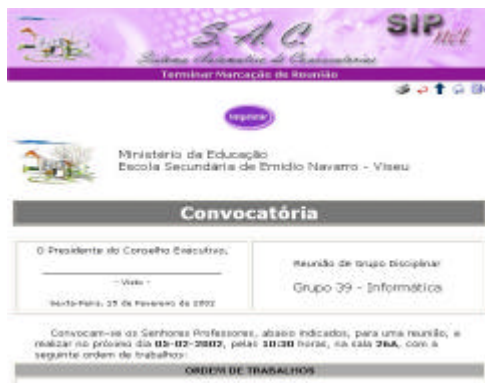 S. A. C.
SIPNet
Sistema Automático de Convocatórias
Terminar Marcação de Reunião
Imprimir
Ministério da Educação
Escola Secundária de Emídio Navarro - Viseu
Convocatória
O Presidente do Conselho Executivo,
- Visto -
Sexta-Feira, 15 de Fevereiro de 2002
Reunião de Grupo Disciplinar
Grupo 39 - Informática
Convocam-se os Senhores Professores, abaixo indicados, para uma reunião, a
realizar no próximo dia 05-02-2002, pelas 10:30 horas, na sala 26A, com a
seguinte ordem de trabalhos:
ORDEM DE TRABALHOS